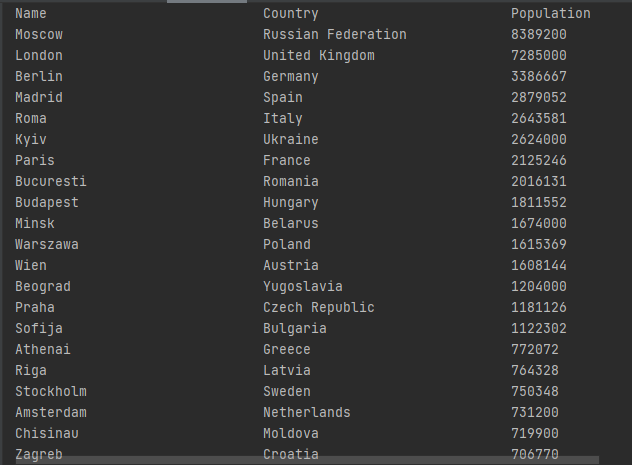 Name Country Population
Moscow Russian Federation 8389200
London United Kingdom 7285000
Berlin Germany 3386667
Madrid Spain 2879052
Roma Italy 2643581
Kyiv Ukraine 2624000
Paris France 2125246
Bucuresti Romania 2016131
Budapest Hungary 1811552
Minsk Belarus 1674000
Warszawa Poland 1615369
Wien Austria 1608144
Beograd Yugoslavia 1204000
Praha Czech Republic 1181126
Sofija Bulgaria 1122302
Athenai Greece 772072
Riga Latvia 764328
Stockholm Sweden 750348
Amsterdam Netherlands 731200
Chisinau Moldova 719900
Zagreb Croatia 706770